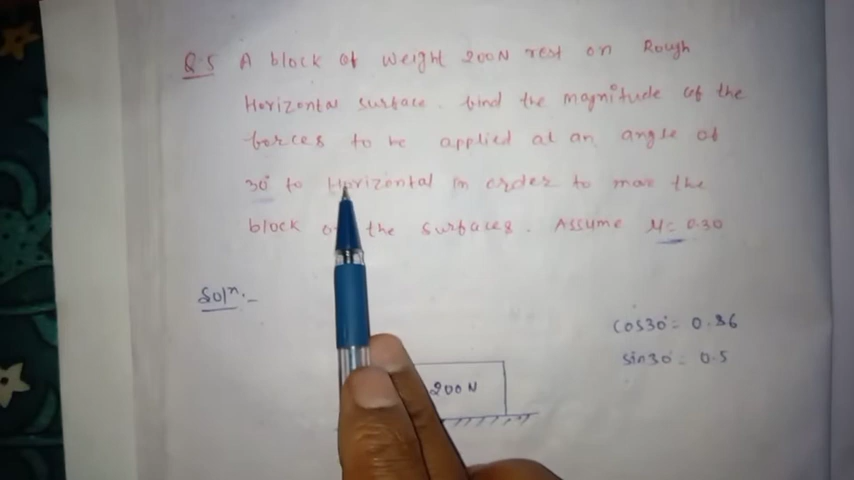 Q.5 A block of weight 200N rest on Rough
Horizontal surface. find the magnitude of the
forces to be applied at an angle of
30° to Horizontal in order to move the
block the surfaces. Assume μ= 0.30
Solⁿ:-
cos30°= 0.86
sin30°= 0.5
200N